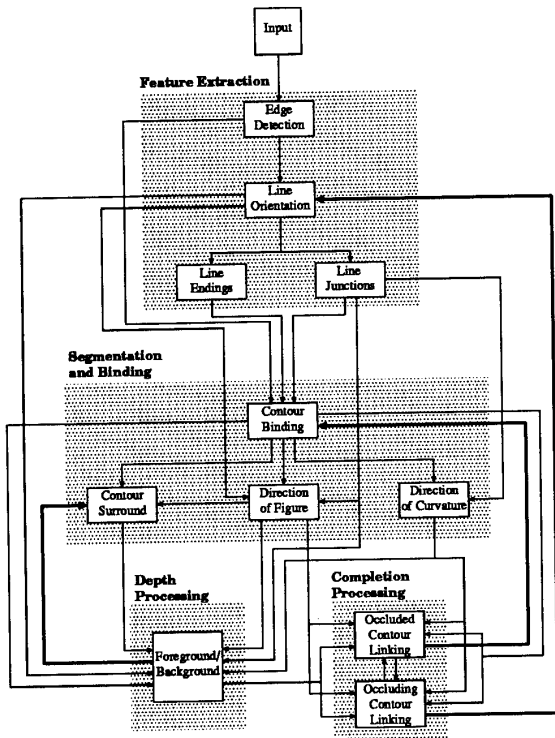 Input
Feature Extraction
Edge
Detection
Line
Orientation
Line
Endings
Line
Junctions
Segmentation
and Binding
Contour
Binding
Contour
Surround
Direction
of Figure
Direction
of Curvature
Depth
Processing
Completion
Processing
Foreground/
Background
Occluded
Contour
Linking
Occluding
Contour
Linking